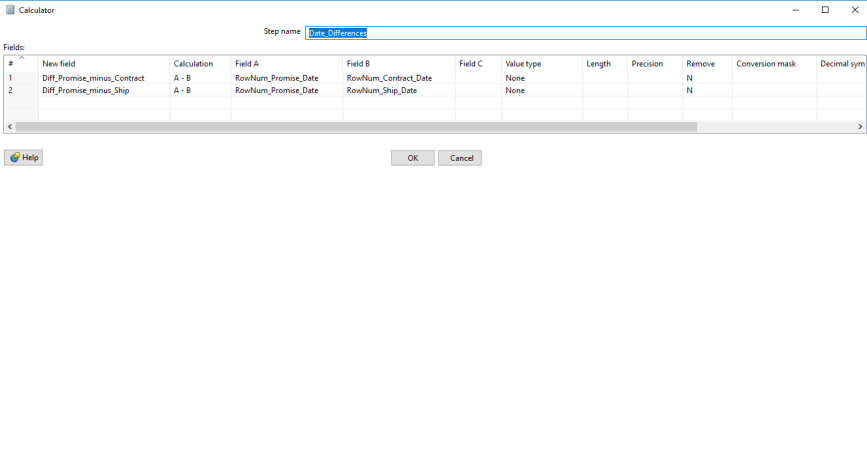 Calculator
Step name Date_Differences
Fields:
# New field Calculation Field A Field B Field C Value type Length Precision Remove Conversion mask Decimal sym
1 Diff_Promise_minus_Contract A - B RowNum_Promise_Date RowNum_Contract_Date None N
2 Diff_Promise_minus_Ship A - B RowNum_Promise_Date RowNum_Ship_Date None N
Help OK Cancel